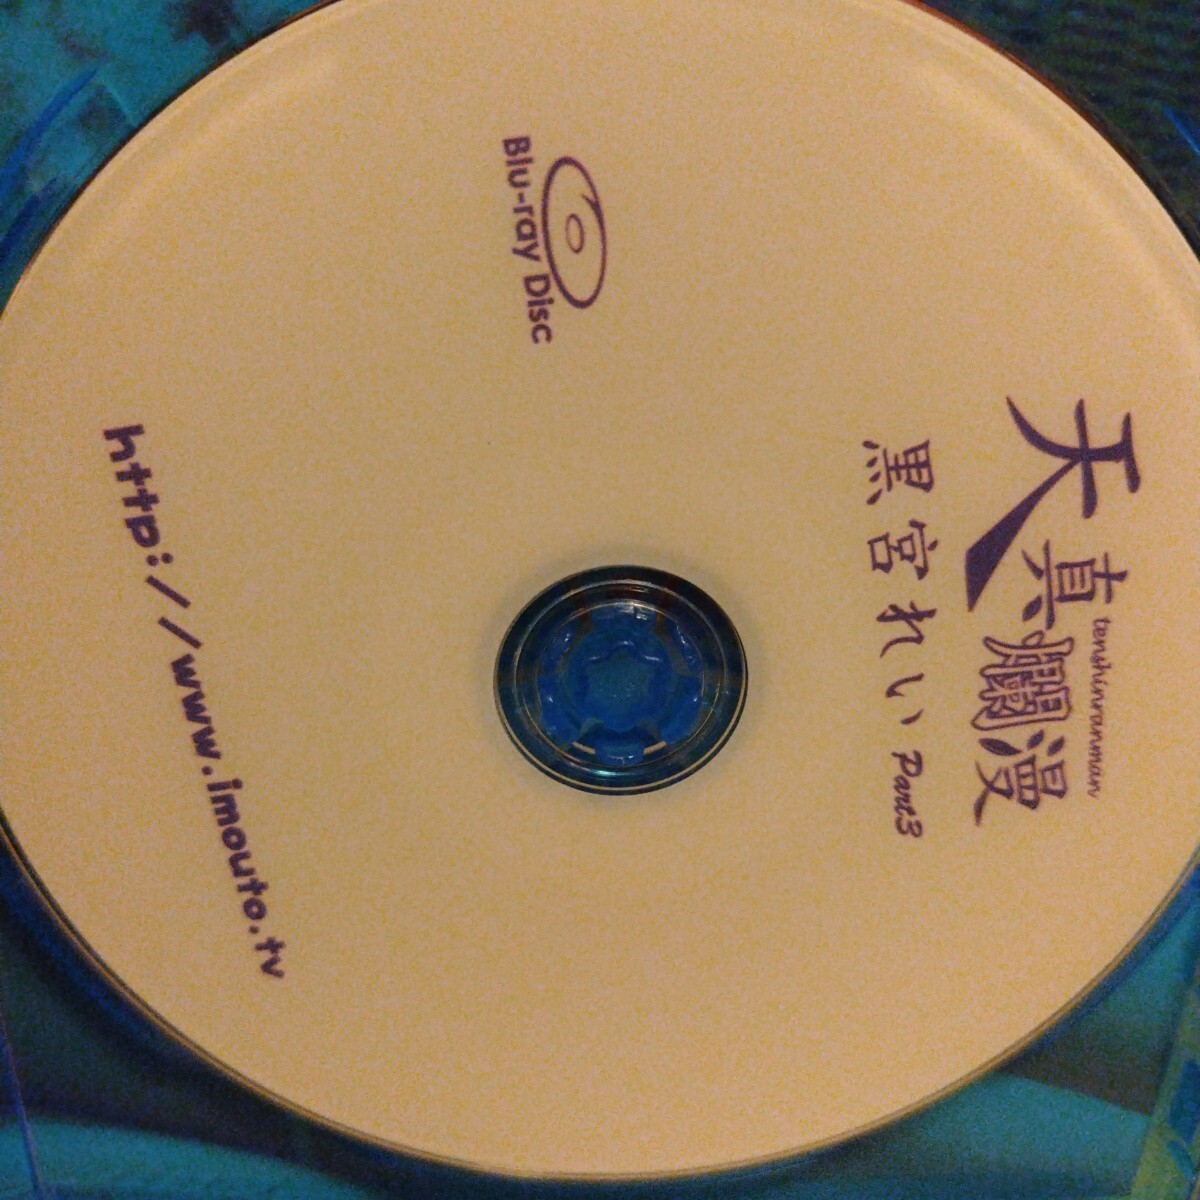 天真爛漫
tenshinranman
黒宮れい Part3
Blu-ray Disc
http://www.imouto.tv